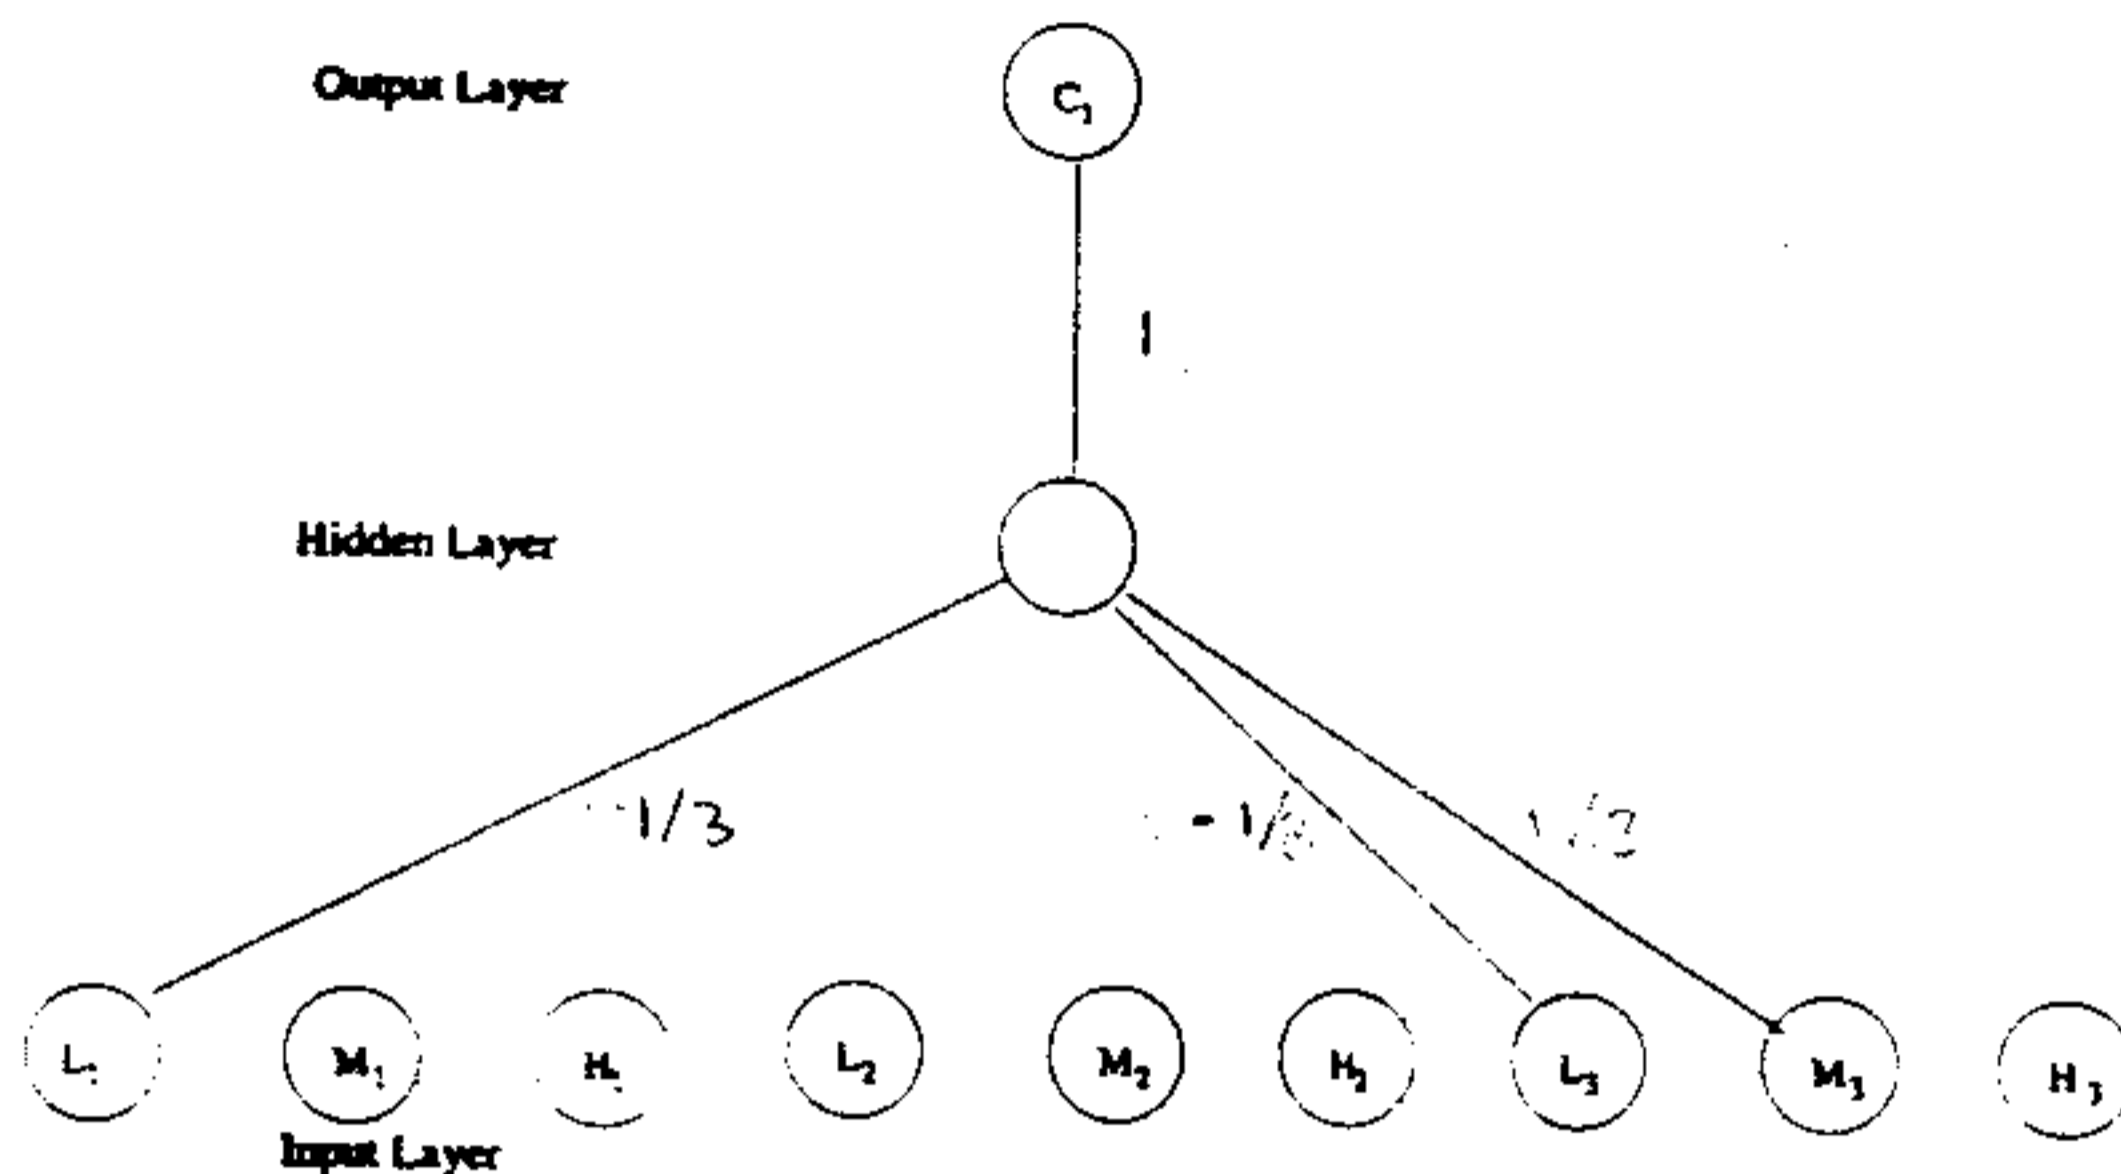 Output Layer
C₁
1
Hidden Layer
-1/3
- 1/
L₁ M₁ H₁ L₂ M₂ H₂ L₃ M₃ H₃
Input Layer